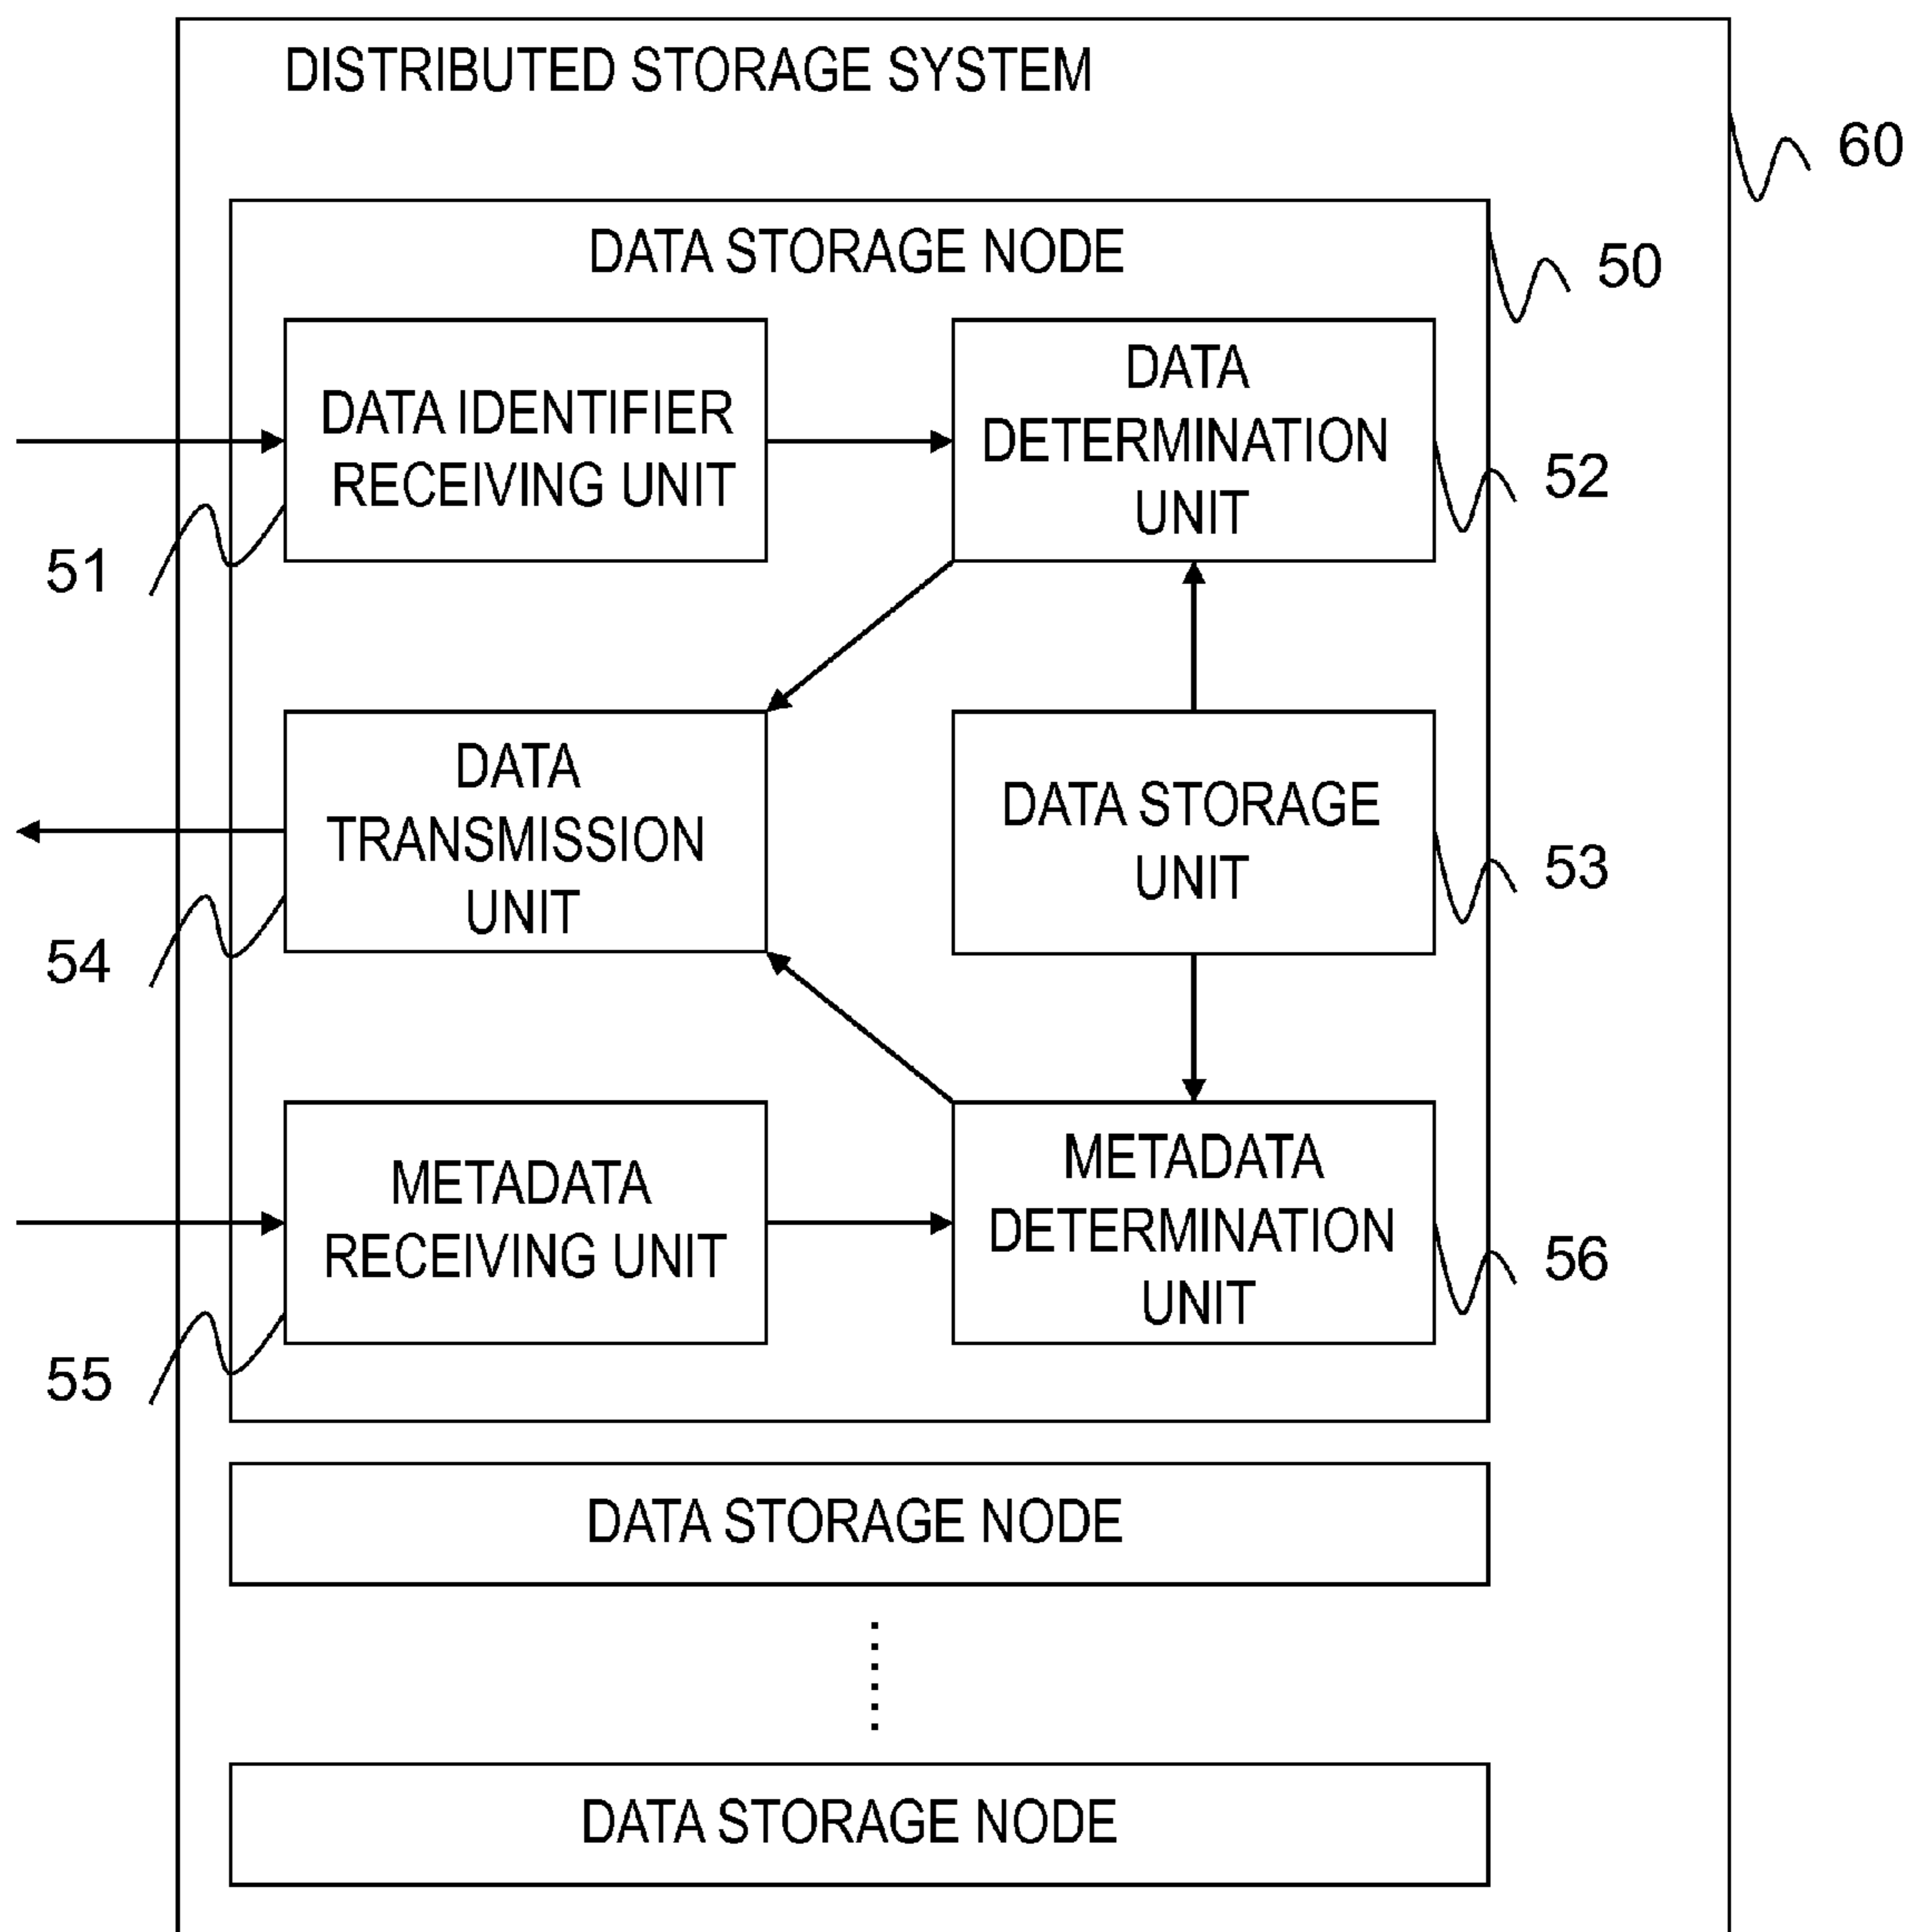 DISTRIBUTED STORAGE SYSTEM
60
DATA STORAGE NODE
50
DATA IDENTIFIER
RECEIVING UNIT
51
DATA
DETERMINATION
UNIT
52
DATA
TRANSMISSION
UNIT
54
DATA STORAGE
UNIT
53
METADATA
RECEIVING UNIT
55
METADATA
DETERMINATION
UNIT
56
DATA STORAGE NODE
DATA STORAGE NODE